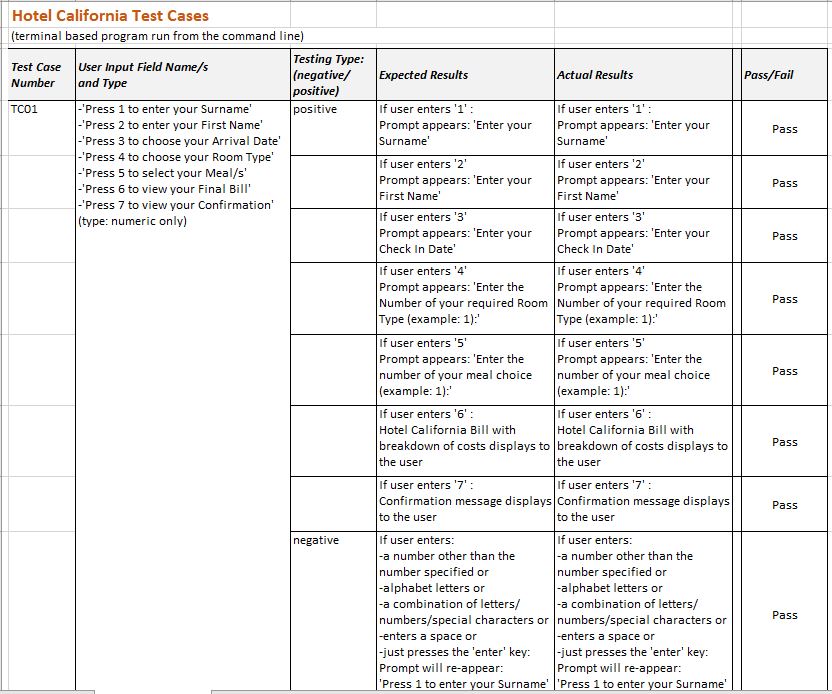 Hotel California Test Cases
(terminal based program run from the command line)
Test Case
Number
User Input Field Name/s
and Type
Testing Type:
(negative/
positive)
Expected Results
Actual Results
Pass/Fail
TC01
-'Press 1 to enter your Surname'
-'Press 2 to enter your First Name'
-'Press 3 to choose your Arrival Date'
-'Press 4 to choose your Room Type'
-'Press 5 to select your Meal/s'
-'Press 6 to view your Final Bill'
-'Press 7 to view your Confirmation'
(type: numeric only)
positive
If user enters '1' :
Prompt appears: 'Enter your
Surname'
If user enters '1' :
Prompt appears: 'Enter your
Surname'
Pass
If user enters '2'
Prompt appears: 'Enter your
First Name'
If user enters '2'
Prompt appears: 'Enter your
First Name'
Pass
If user enters '3'
Prompt appears: 'Enter your
Check In Date'
If user enters '3'
Prompt appears: 'Enter your
Check In Date'
Pass
If user enters '4'
Prompt appears: 'Enter the
Number of your required Room
Type (example: 1):'
If user enters '4'
Prompt appears: 'Enter the
Number of your required Room
Type (example: 1):'
Pass
If user enters '5'
Prompt appears: 'Enter the
number of your meal choice
(example: 1):'
If user enters '5'
Prompt appears: 'Enter the
number of your meal choice
(example: 1):'
Pass
If user enters '6' :
Hotel California Bill with
breakdown of costs displays to
the user
If user enters '6' :
Hotel California Bill with
breakdown of costs displays to
the user
Pass
If user enters '7' :
Confirmation message displays
to the user
If user enters '7' :
Confirmation message displays
to the user
Pass
negative
If user enters:
-a number other than the
number specified or
-alphabet letters or
-a combination of letters/
numbers/special characters or
-enters a space or
-just presses the 'enter' key:
Prompt will re-appear:
'Press 1 to enter your Surname'
If user enters:
-a number other than the
number specified or
-alphabet letters or
-a combination of letters/
numbers/special characters or
-enters a space or
-just presses the 'enter' key:
Prompt will re-appear:
'Press 1 to enter your Surname'
Pass